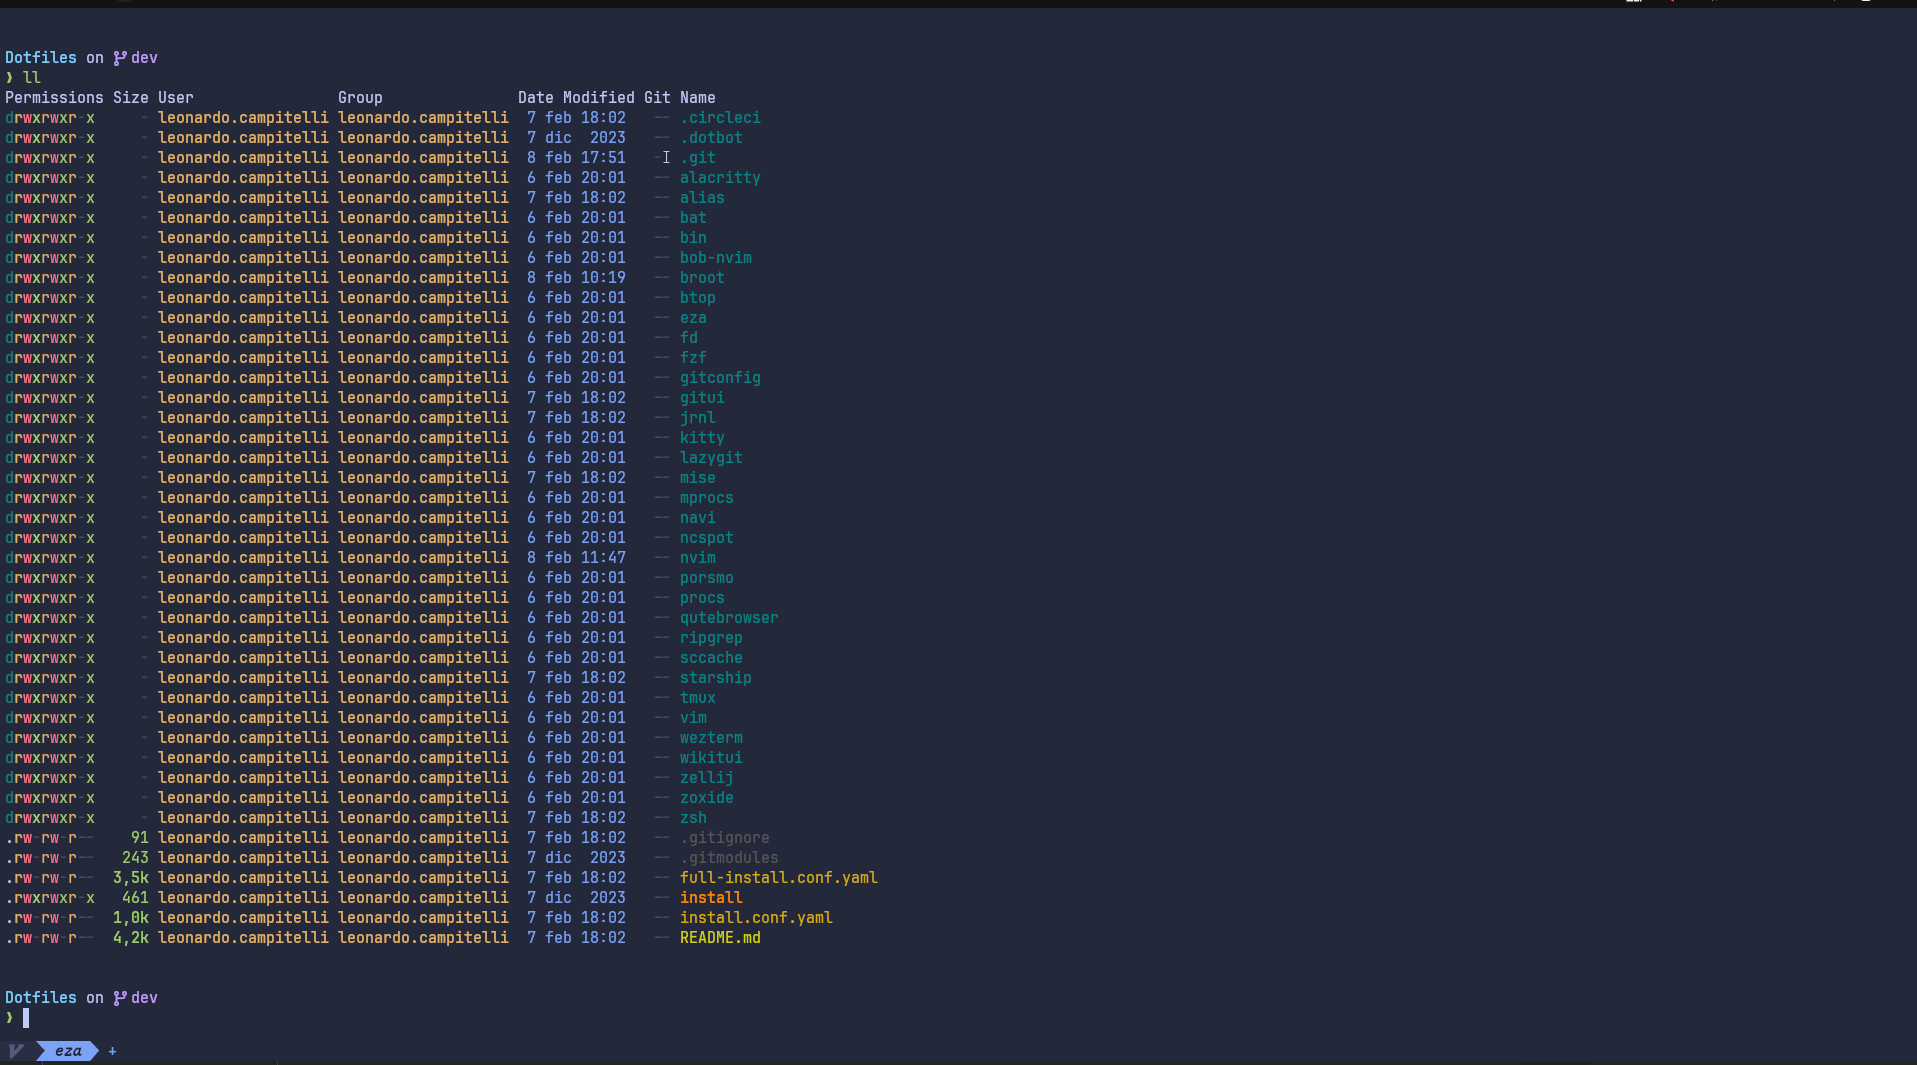 Dotfiles on dev
❯ ll
Permissions Size User Group Date Modified Git Name
drwxrwxr-x - leonardo.campitelli leonardo.campitelli 7 feb 18:02 -- .circleci
drwxrwxr-x - leonardo.campitelli leonardo.campitelli 7 dic 2023 -- .dotbot
drwxrwxr-x - leonardo.campitelli leonardo.campitelli 8 feb 17:51 -- .git
drwxrwxr-x - leonardo.campitelli leonardo.campitelli 6 feb 20:01 -- alacritty
drwxrwxr-x - leonardo.campitelli leonardo.campitelli 7 feb 18:02 -- alias
drwxrwxr-x - leonardo.campitelli leonardo.campitelli 6 feb 20:01 -- bat
drwxrwxr-x - leonardo.campitelli leonardo.campitelli 6 feb 20:01 -- bin
drwxrwxr-x - leonardo.campitelli leonardo.campitelli 6 feb 20:01 -- bob-nvim
drwxrwxr-x - leonardo.campitelli leonardo.campitelli 8 feb 10:19 -- broot
drwxrwxr-x - leonardo.campitelli leonardo.campitelli 6 feb 20:01 -- btop
drwxrwxr-x - leonardo.campitelli leonardo.campitelli 6 feb 20:01 -- eza
drwxrwxr-x - leonardo.campitelli leonardo.campitelli 6 feb 20:01 -- fd
drwxrwxr-x - leonardo.campitelli leonardo.campitelli 6 feb 20:01 -- fzf
drwxrwxr-x - leonardo.campitelli leonardo.campitelli 6 feb 20:01 -- gitconfig
drwxrwxr-x - leonardo.campitelli leonardo.campitelli 7 feb 18:02 -- gitui
drwxrwxr-x - leonardo.campitelli leonardo.campitelli 7 feb 18:02 -- jrnl
drwxrwxr-x - leonardo.campitelli leonardo.campitelli 6 feb 20:01 -- kitty
drwxrwxr-x - leonardo.campitelli leonardo.campitelli 6 feb 20:01 -- lazygit
drwxrwxr-x - leonardo.campitelli leonardo.campitelli 7 feb 18:02 -- mise
drwxrwxr-x - leonardo.campitelli leonardo.campitelli 6 feb 20:01 -- mprocs
drwxrwxr-x - leonardo.campitelli leonardo.campitelli 6 feb 20:01 -- navi
drwxrwxr-x - leonardo.campitelli leonardo.campitelli 6 feb 20:01 -- ncspot
drwxrwxr-x - leonardo.campitelli leonardo.campitelli 8 feb 11:47 -- nvim
drwxrwxr-x - leonardo.campitelli leonardo.campitelli 6 feb 20:01 -- porsmo
drwxrwxr-x - leonardo.campitelli leonardo.campitelli 6 feb 20:01 -- procs
drwxrwxr-x - leonardo.campitelli leonardo.campitelli 6 feb 20:01 -- qutebrowser
drwxrwxr-x - leonardo.campitelli leonardo.campitelli 6 feb 20:01 -- ripgrep
drwxrwxr-x - leonardo.campitelli leonardo.campitelli 6 feb 20:01 -- sccache
drwxrwxr-x - leonardo.campitelli leonardo.campitelli 7 feb 18:02 -- starship
drwxrwxr-x - leonardo.campitelli leonardo.campitelli 6 feb 20:01 -- tmux
drwxrwxr-x - leonardo.campitelli leonardo.campitelli 6 feb 20:01 -- vim
drwxrwxr-x - leonardo.campitelli leonardo.campitelli 6 feb 20:01 -- wezterm
drwxrwxr-x - leonardo.campitelli leonardo.campitelli 6 feb 20:01 -- wikitui
drwxrwxr-x - leonardo.campitelli leonardo.campitelli 6 feb 20:01 -- zellij
drwxrwxr-x - leonardo.campitelli leonardo.campitelli 6 feb 20:01 -- zoxide
drwxrwxr-x - leonardo.campitelli leonardo.campitelli 7 feb 18:02 -- zsh
.rw-rw-r-- 91 leonardo.campitelli leonardo.campitelli 7 feb 18:02 -- .gitignore
.rw-rw-r-- 243 leonardo.campitelli leonardo.campitelli 7 dic 2023 -- .gitmodules
.rw-rw-r-- 3,5k leonardo.campitelli leonardo.campitelli 7 feb 18:02 -- full-install.conf.yaml
.rwxrwxr-x 461 leonardo.campitelli leonardo.campitelli 7 dic 2023 -- install
.rw-rw-r-- 1,0k leonardo.campitelli leonardo.campitelli 7 feb 18:02 -- install.conf.yaml
.rw-rw-r-- 4,2k leonardo.campitelli leonardo.campitelli 7 feb 18:02 -- README.md
Dotfiles on dev
❯
eza +